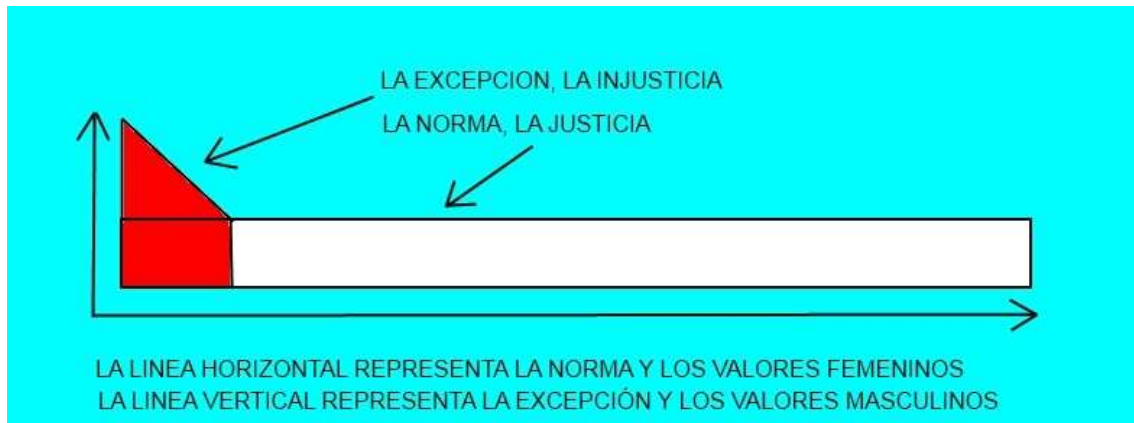 LA EXCEPCION, LA INJUSTICIA
LA NORMA, LA JUSTICIA
LA LINEA HORIZONTAL REPRESENTA LA NORMA Y LOS VALORES FEMENINOS
LA LINEA VERTICAL REPRESENTA LA EXCEPCIÓN Y LOS VALORES MASCULINOS